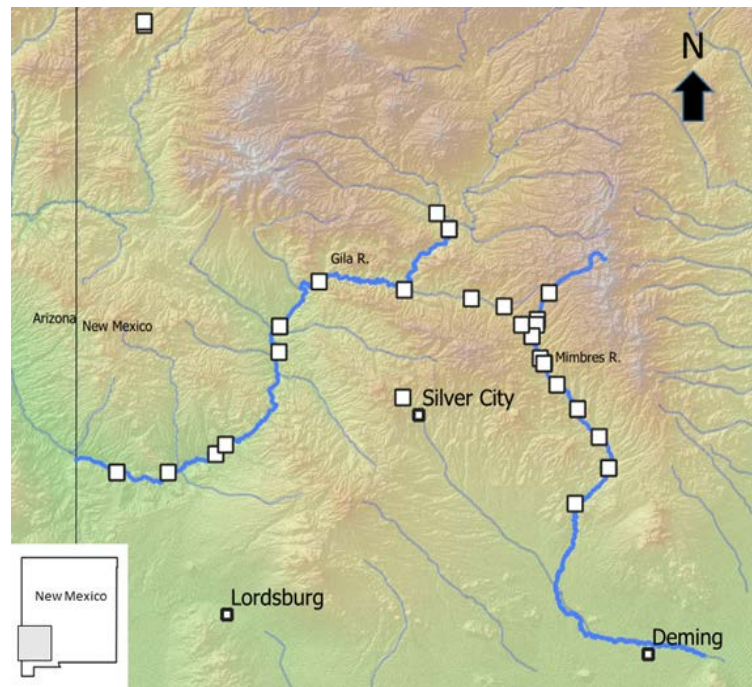 N
Gila R.
Arizona
New Mexico
Mimbres R.
Silver City
New Mexico
Lordsburg
Deming